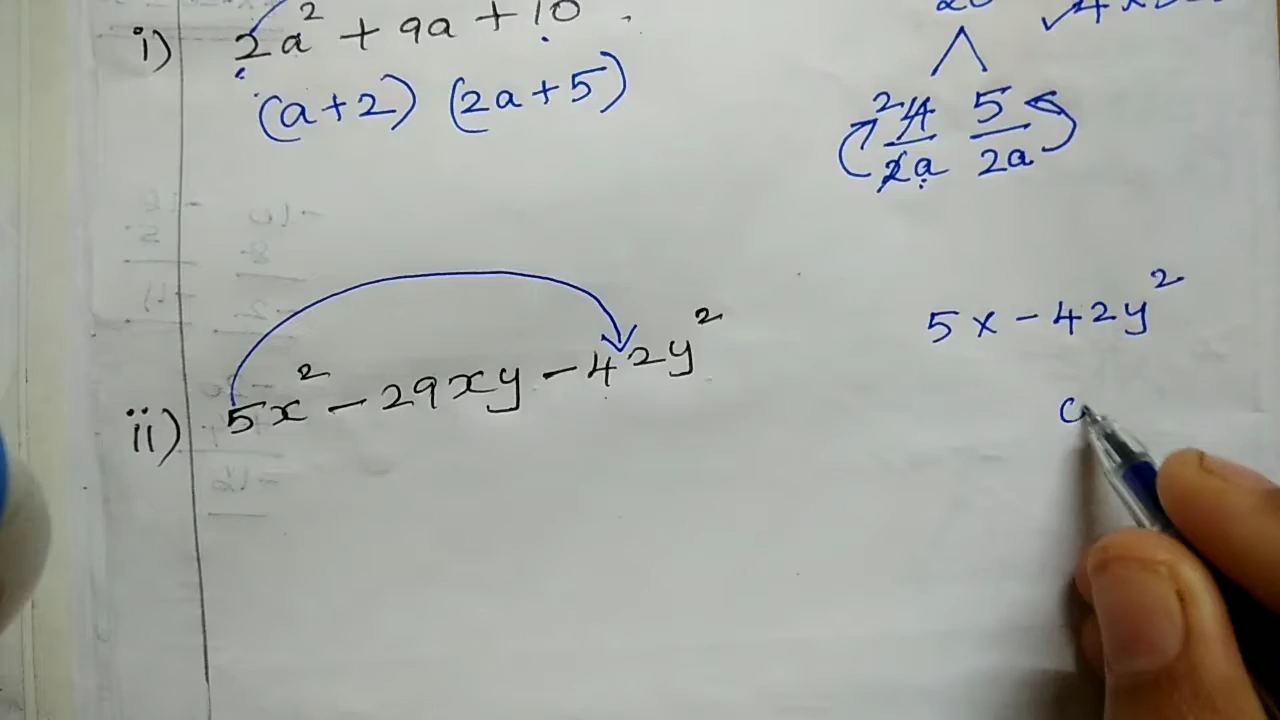 i) 2a² + 9a + 10
(a+2) (2a+5)
2 4 5
2a 2a
5x - 42y²
ii) 5x² - 29xy - 42y²